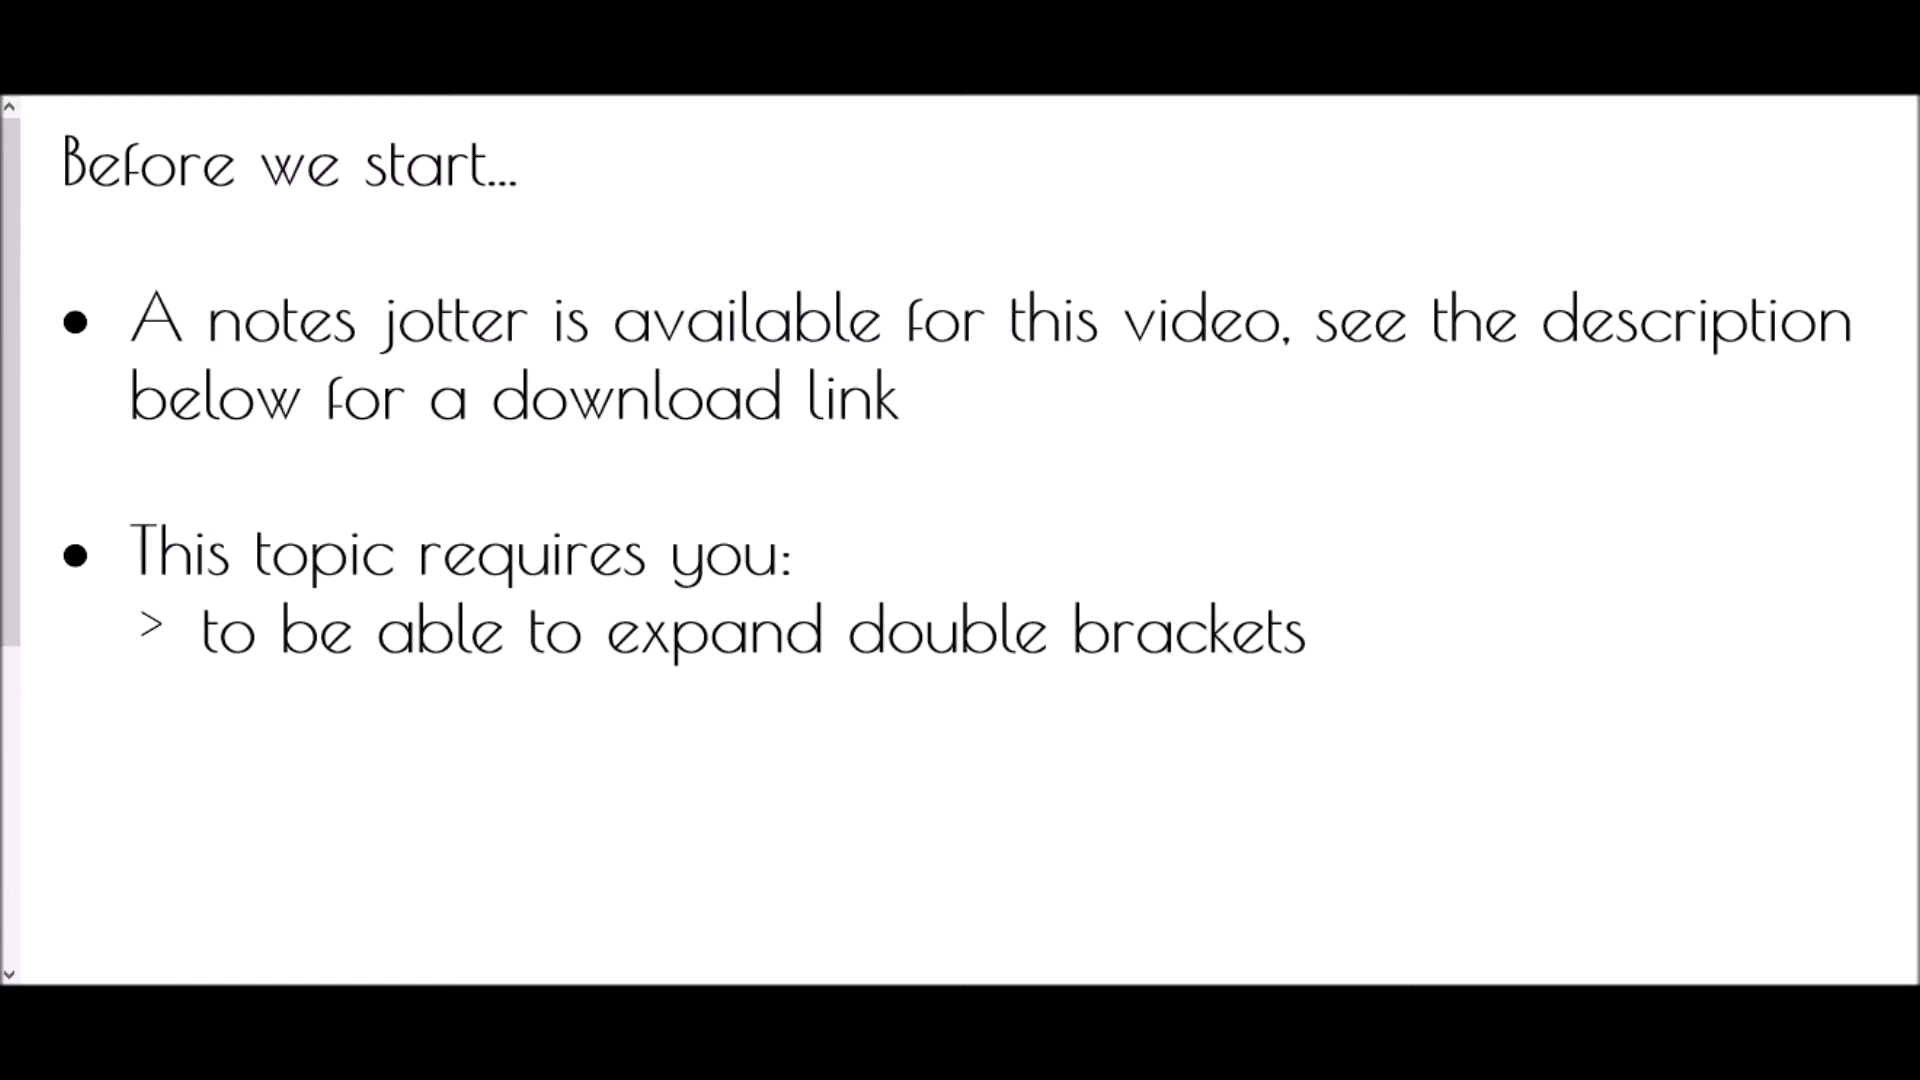 Before we start...
● A notes jotter is available for this video, see the description
below for a download link
● This topic requires you:
> to be able to expand double brackets